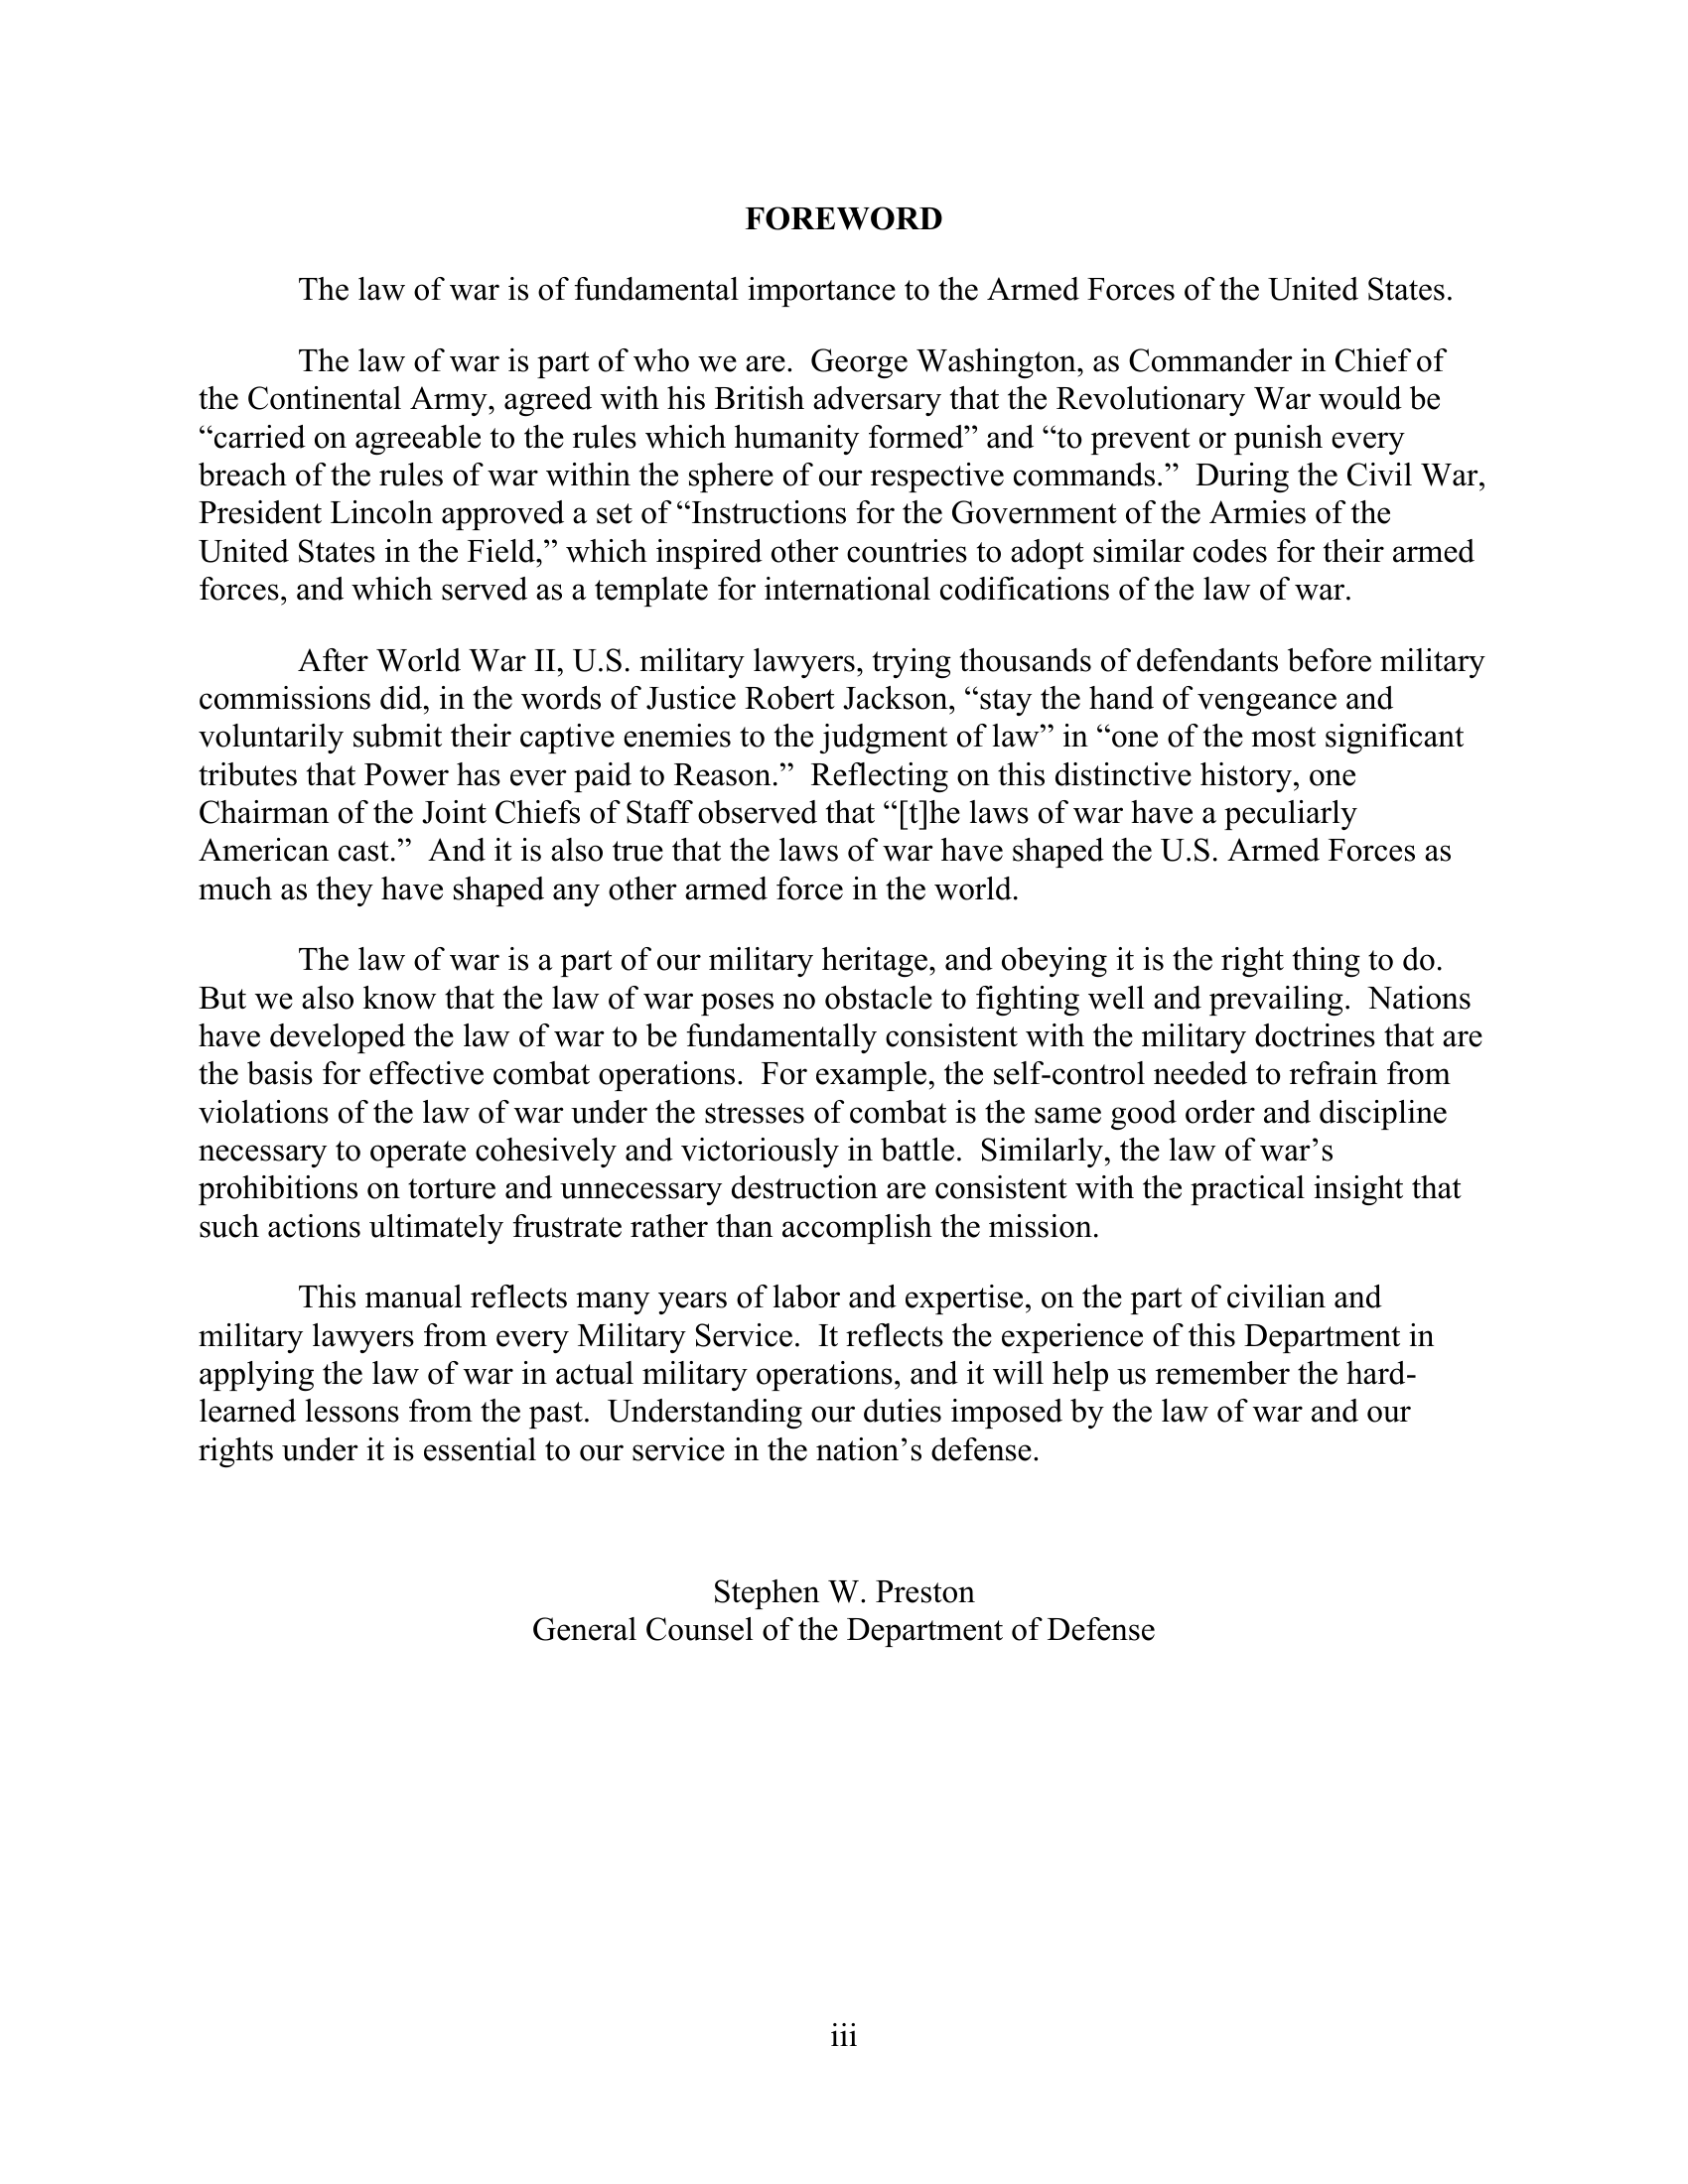 FOREWORD
The law of war is of fundamental importance to the Armed Forces of the United States.
The law of war is part of who we are.  George Washington, as Commander in Chief of
the Continental Army, agreed with his British adversary that the Revolutionary War would be
“carried on agreeable to the rules which humanity formed” and “to prevent or punish every
breach of the rules of war within the sphere of our respective commands.”  During the Civil War,
President Lincoln approved a set of “Instructions for the Government of the Armies of the
United States in the Field,” which inspired other countries to adopt similar codes for their armed
forces, and which served as a template for international codifications of the law of war.
After World War II, U.S. military lawyers, trying thousands of defendants before military
commissions did, in the words of Justice Robert Jackson, “stay the hand of vengeance and
voluntarily submit their captive enemies to the judgment of law” in “one of the most significant
tributes that Power has ever paid to Reason.”  Reflecting on this distinctive history, one
Chairman of the Joint Chiefs of Staff observed that “[t]he laws of war have a peculiarly
American cast.”  And it is also true that the laws of war have shaped the U.S. Armed Forces as
much as they have shaped any other armed force in the world.
The law of war is a part of our military heritage, and obeying it is the right thing to do.
But we also know that the law of war poses no obstacle to fighting well and prevailing.  Nations
have developed the law of war to be fundamentally consistent with the military doctrines that are
the basis for effective combat operations.  For example, the self-control needed to refrain from
violations of the law of war under the stresses of combat is the same good order and discipline
necessary to operate cohesively and victoriously in battle.  Similarly, the law of war’s
prohibitions on torture and unnecessary destruction are consistent with the practical insight that
such actions ultimately frustrate rather than accomplish the mission.
This manual reflects many years of labor and expertise, on the part of civilian and
military lawyers from every Military Service.  It reflects the experience of this Department in
applying the law of war in actual military operations, and it will help us remember the hard-
learned lessons from the past.  Understanding our duties imposed by the law of war and our
rights under it is essential to our service in the nation’s defense.
Stephen W. Preston
General Counsel of the Department of Defense
iii